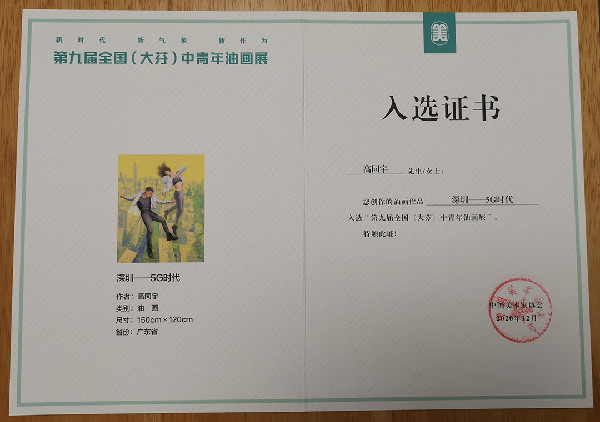 新时代 新气象 新作为
第九届全国（大芬）中青年油画展
深圳——5G时代
作者：高同宇
类别：油 画
尺寸：160cm×120cm
省份：广东省
美
入选证书
高同宇 先生(女士)：
您创作的油画作品 深圳——5G时代
入选“第九届全国（大芬）中青年油画展”。
特颁此证！
中国美术家协会
2020年12月